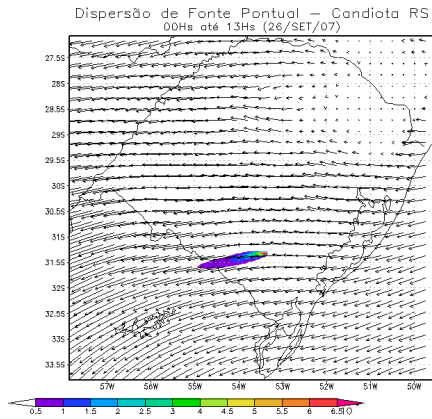 Dispersão de Fonte Pontual – Candiota RS
00Hs até 13Hs (26/SET/07)
27.5S
28S
28.5S
29S
29.5S
30S
30.5S
31S
31.5S
32S
32.5S
33S
33.5S
57W 56W 55W 54W 53W 52W 51W 50W
0.5 1 1.5 2 2.5 3 4 4.5 5 5.5 6 6.5 10